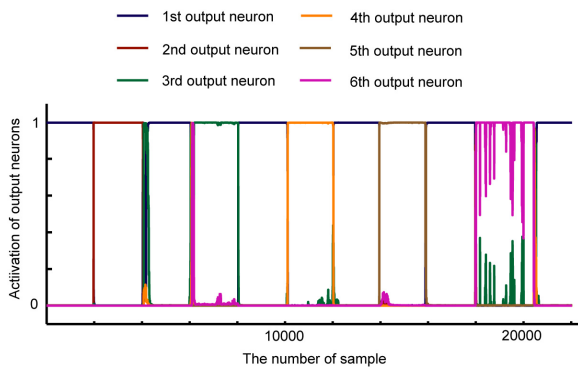 1st output neuron
2nd output neuron
3rd output neuron
4th output neuron
5th output neuron
6th output neuron
Actiivation of output neurons
1
0
10000
20000
The number of sample